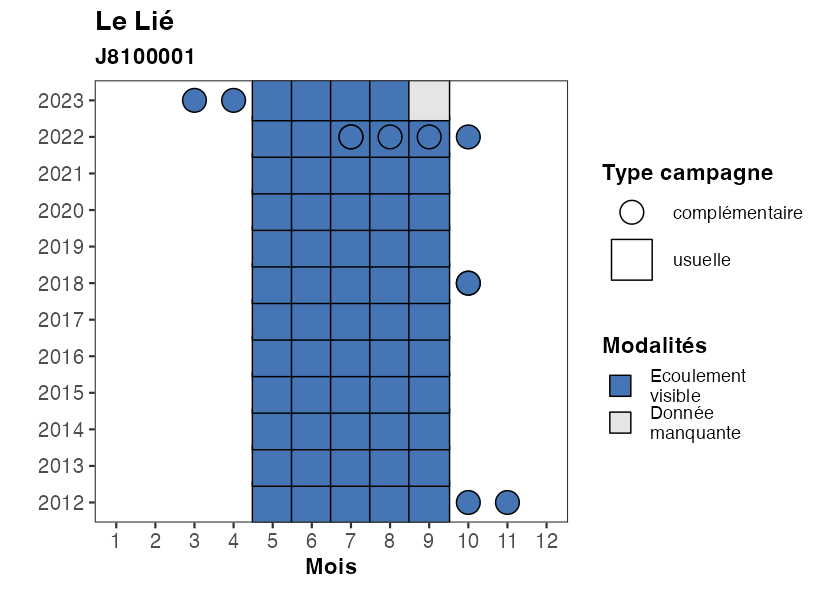 Le Lié
J8100001
2023
2022
2021
2020
2019
2018
2017
2016
2015
2014
2013
2012
1 2 3 4 5 6 7 8 9 10 11 12
Mois
Type campagne
complémentaire
usuelle
Modalités
Ecoulement
visible
Donnée
manquante